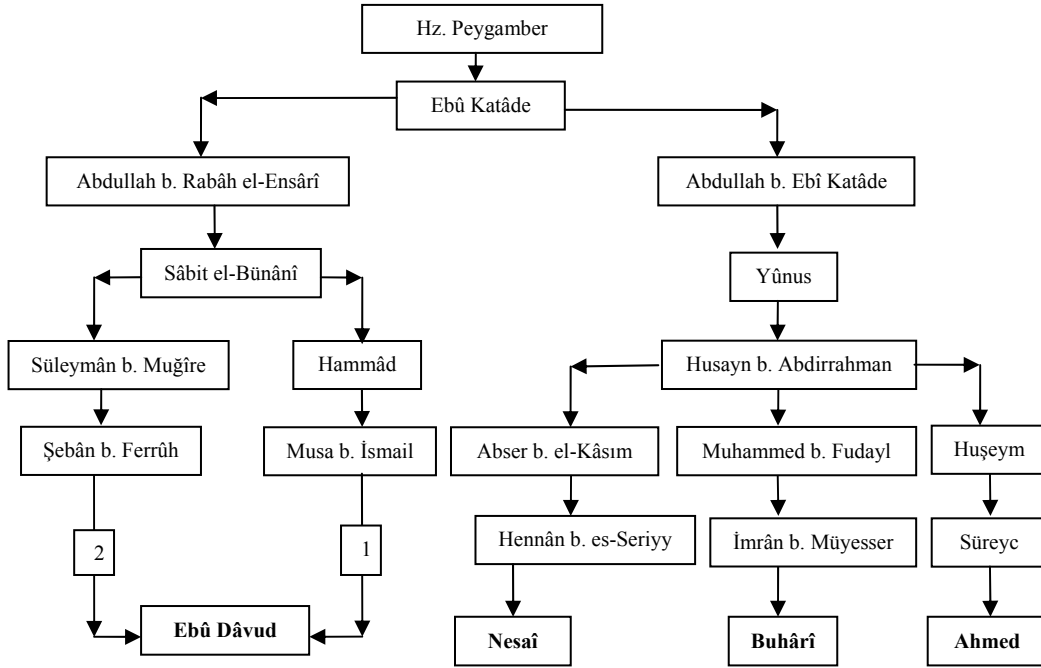 Hz. Peygamber
Ebû Katâde
Abdullah b. Rabâh el-Ensârî
Abdullah b. Ebî Katâde
Sâbit el-Bünânî
Yûnus
Süleymân b. Muğîre
Hammâd
Husayn b. Abdirrahman
Şebân b. Ferrûh
Musa b. İsmail
Abser b. el-Kâsım
Muhammed b. Fudayl
Huşeym
Hennân b. es-Seriyy
İmrân b. Müyesser
Süreyc
2
1
Ebû Dâvud
Nesaî
Buhârî
Ahmed